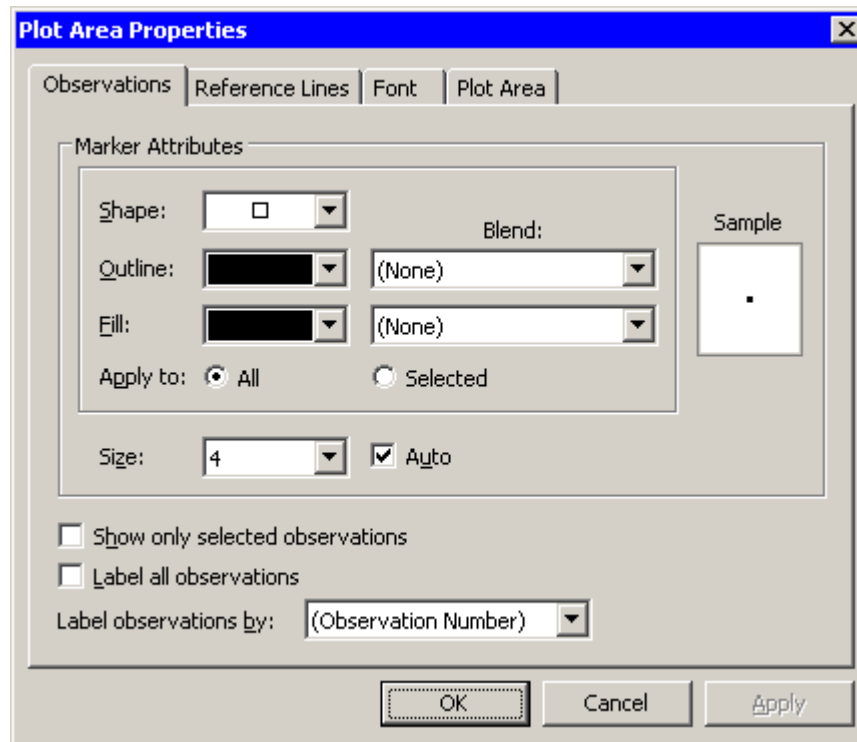 Plot Area Properties
Observations Reference Lines Font Plot Area
Marker Attributes
Shape:
Blend:
Sample
Outline: (None)
Fill: (None)
Apply to: All Selected
Size: 4 Auto
Show only selected observations
Label all observations
Label observations by: (Observation Number)
OK Cancel Apply